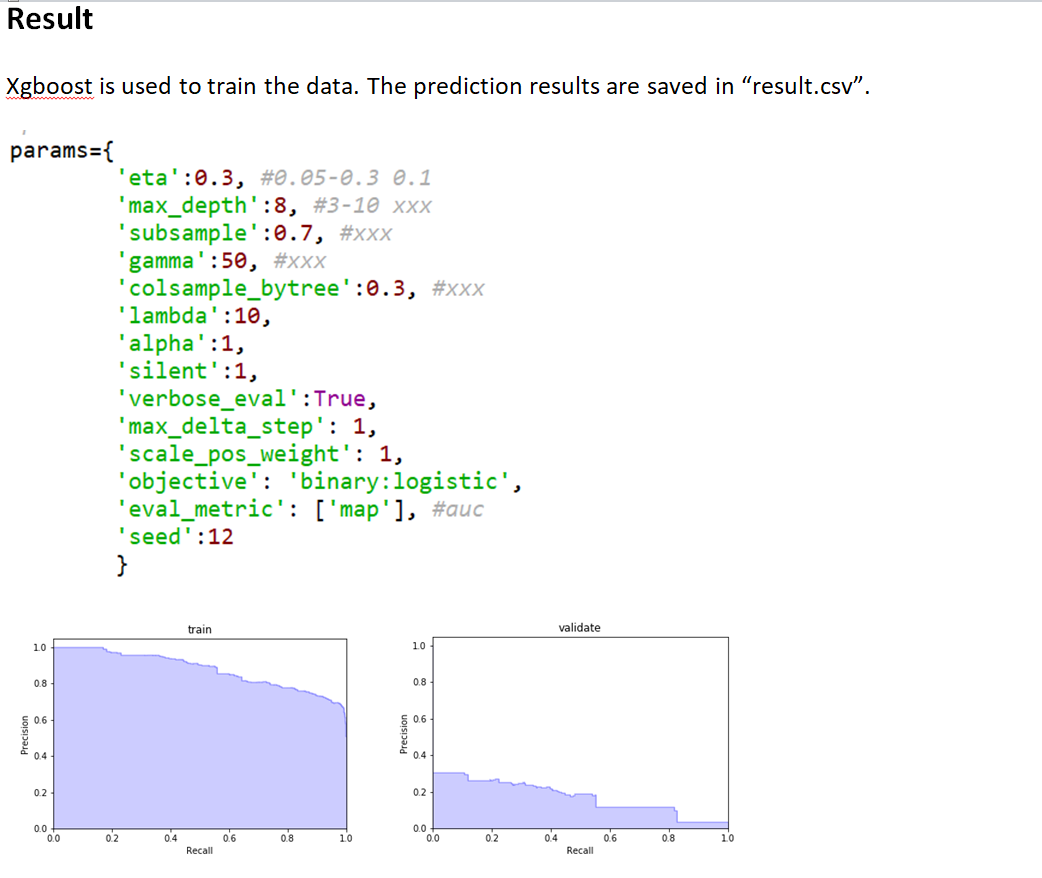 Result
Xgboost is used to train the data. The prediction results are saved in “result.csv”.
params={
'eta':0.3, #0.05-0.3 0.1
'max_depth':8, #3-10 xxx
'subsample':0.7, #xxx
'gamma':50, #xxx
'colsample_bytree':0.3, #xxx
'lambda':10,
'alpha':1,
'silent':1,
'verbose_eval':True,
'max_delta_step': 1,
'scale_pos_weight': 1,
'objective': 'binary:logistic',
'eval_metric': ['map'], #auc
'seed':12
}
train
1.0
0.8
0.6
0.4
0.2
0.0
Precision
0.0 0.2 0.4 0.6 0.8 1.0
Recall
validate
1.0
0.8
0.6
0.4
0.2
0.0
Precision
0.0 0.2 0.4 0.6 0.8 1.0
Recall